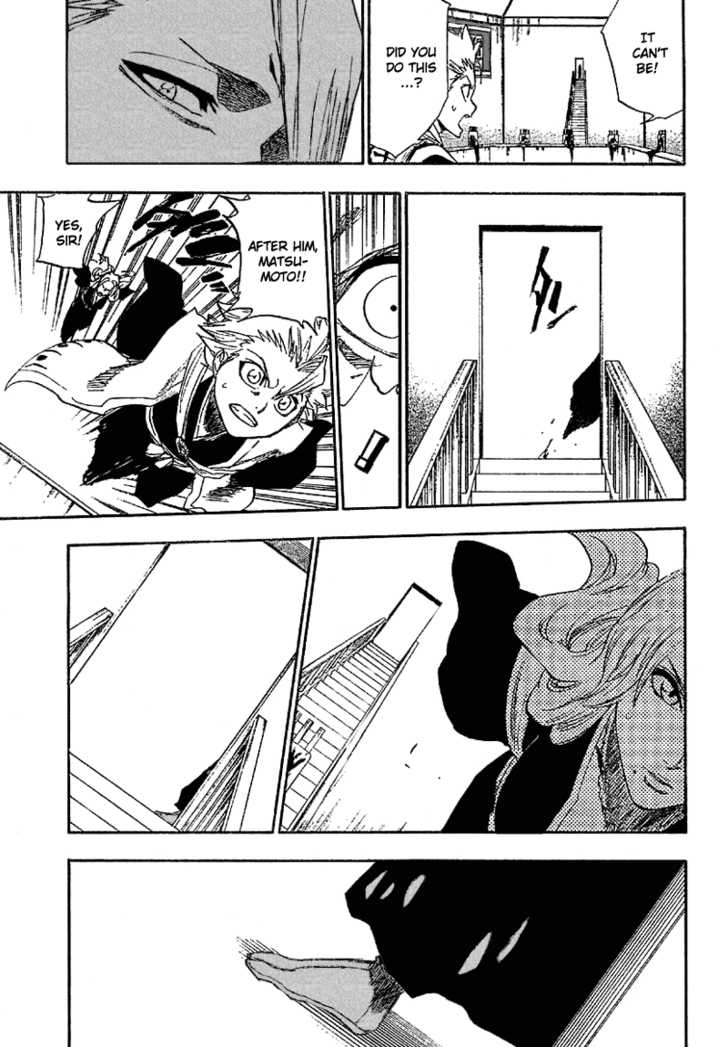 IT
CAN'T
BE!
DID YOU
DO THIS
...?
AFTER HIM,
MATSU-
MOTO!!
YES,
SIR!